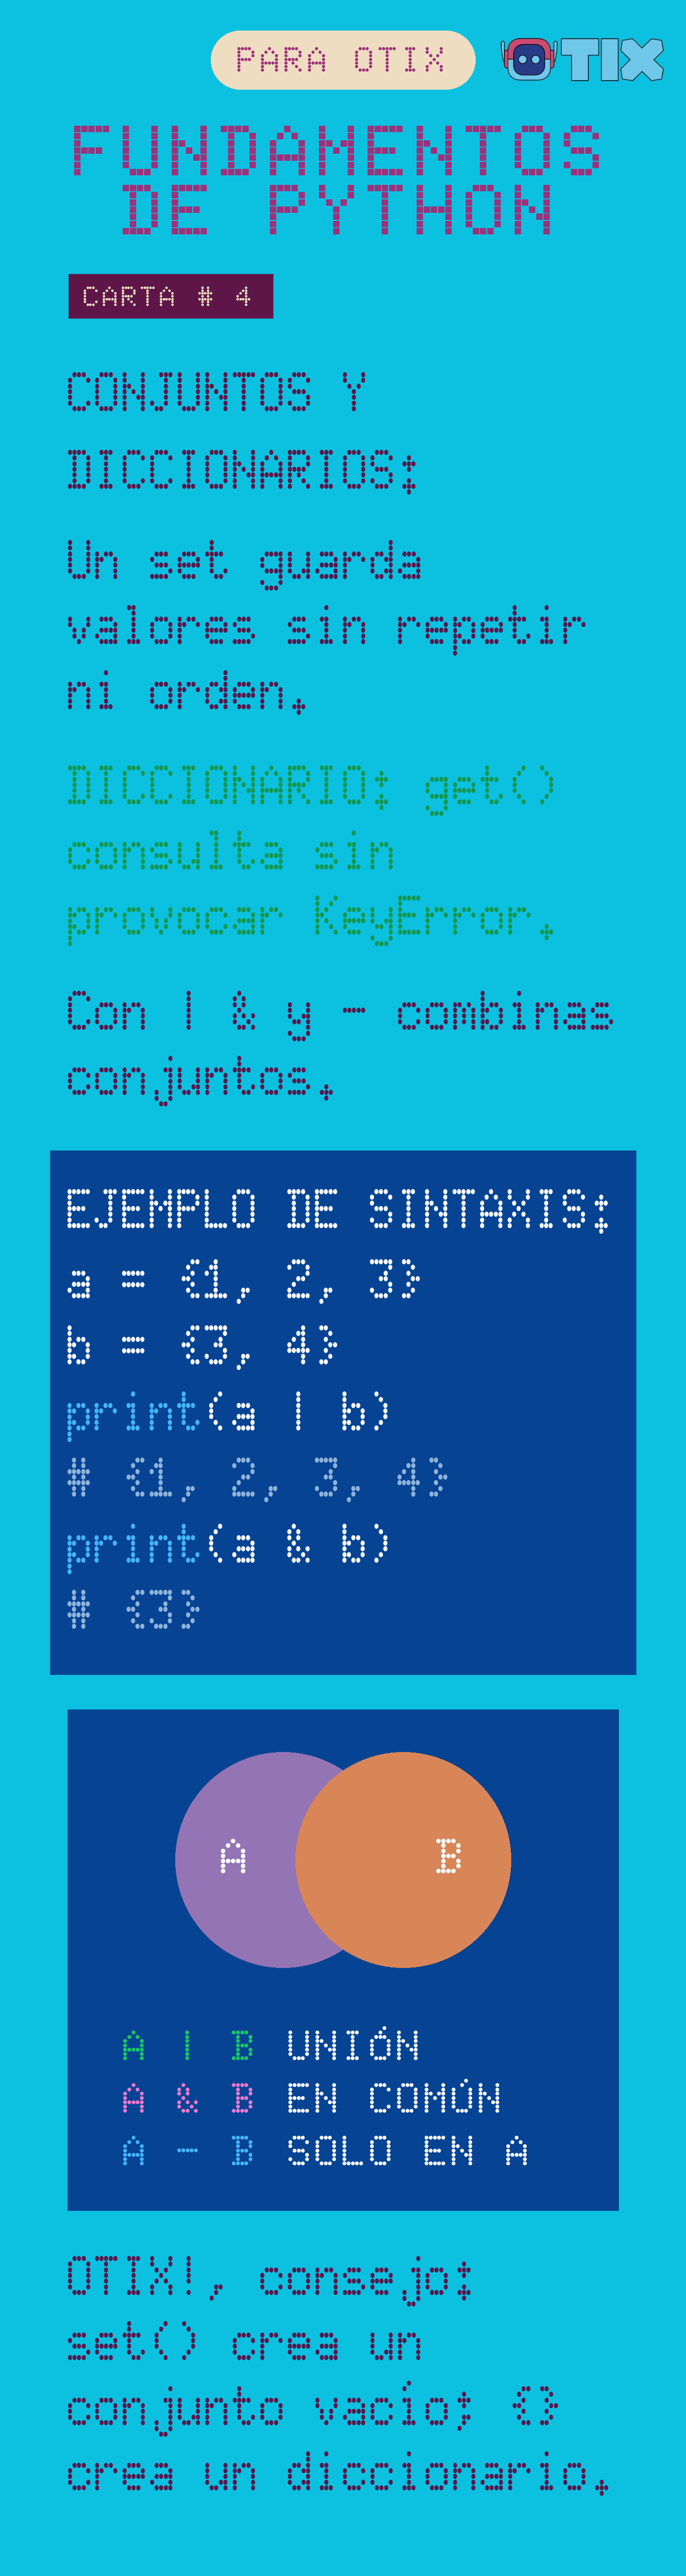 PARA OTIX
OTIX
FUNDAMENTOS
DE PYTHON
CARTA # 4
CONJUNTOS Y
DICCIONARIOS:
Un set guarda
valores sin repetir
ni orden.
DICCIONARIO: get()
consulta sin
provocar KeyError.
Con | & y - combinas
conjuntos.
EJEMPLO DE SINTAXIS:
a = {1, 2, 3}
b = {3, 4}
print(a | b)
# {1, 2, 3, 4}
print(a & b)
# {3}
A B
A | B UNIÓN
A & B EN COMÚN
A - B SOLO EN A
OTIX!, consejo:
set() crea un
conjunto vacío; {}
crea un diccionario.